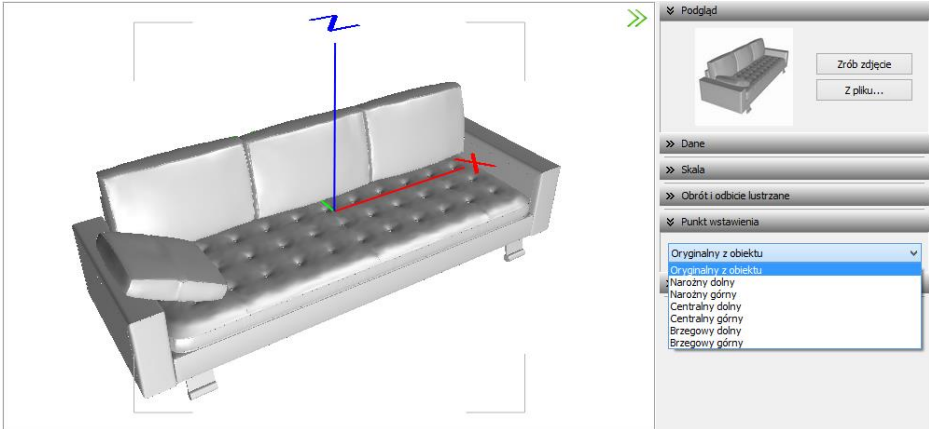 Z
X
Podgląd
Zrób zdjęcie
Z pliku...
Dane
Skala
Obrót i odbicie lustrzane
Punkt wstawienia
Oryginalny z obiektu
Oryginalny z obiektu
Narożny dolny
Narożny górny
Centralny dolny
Centralny górny
Brzegowy dolny
Brzegowy górny